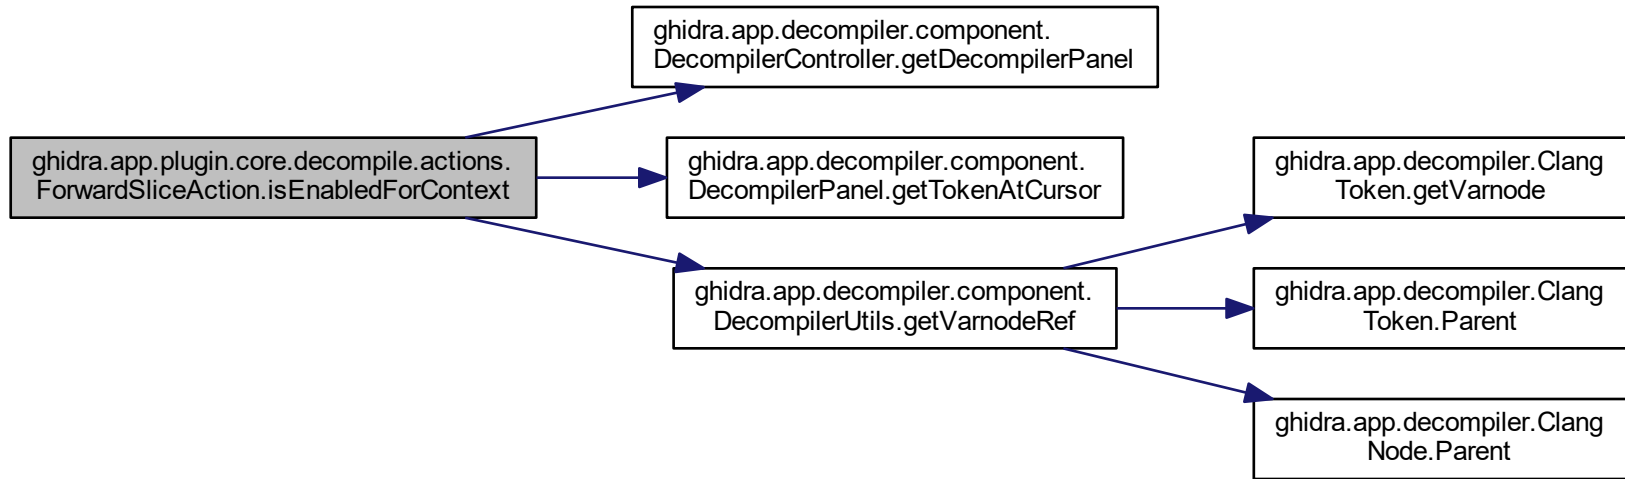 ghidra.app.decompiler.component.
DecompilerController.getDecompilerPanel
ghidra.app.plugin.core.decompile.actions.
ForwardSliceAction.isEnabledForContext
ghidra.app.decompiler.component.
DecompilerPanel.getTokenAtCursor
ghidra.app.decompiler.Clang
Token.getVarnode
ghidra.app.decompiler.component.
DecompilerUtils.getVarnodeRef
ghidra.app.decompiler.Clang
Token.Parent
ghidra.app.decompiler.Clang
Node.Parent